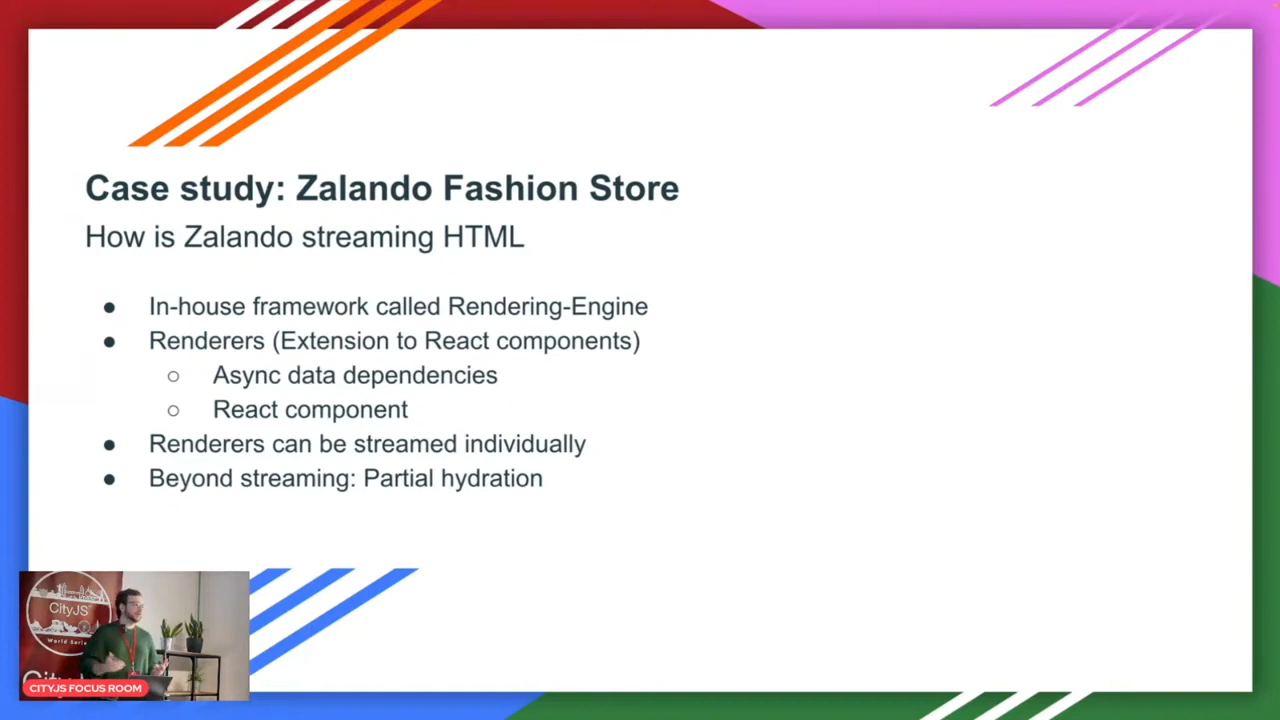 Case study: Zalando Fashion Store
How is Zalando streaming HTML
● In-house framework called Rendering-Engine
● Renderers (Extension to React components)
○ Async data dependencies
○ React component
● Renderers can be streamed individually
● Beyond streaming: Partial hydration
CityJS
World Series
CITYJS FOCUS ROOM